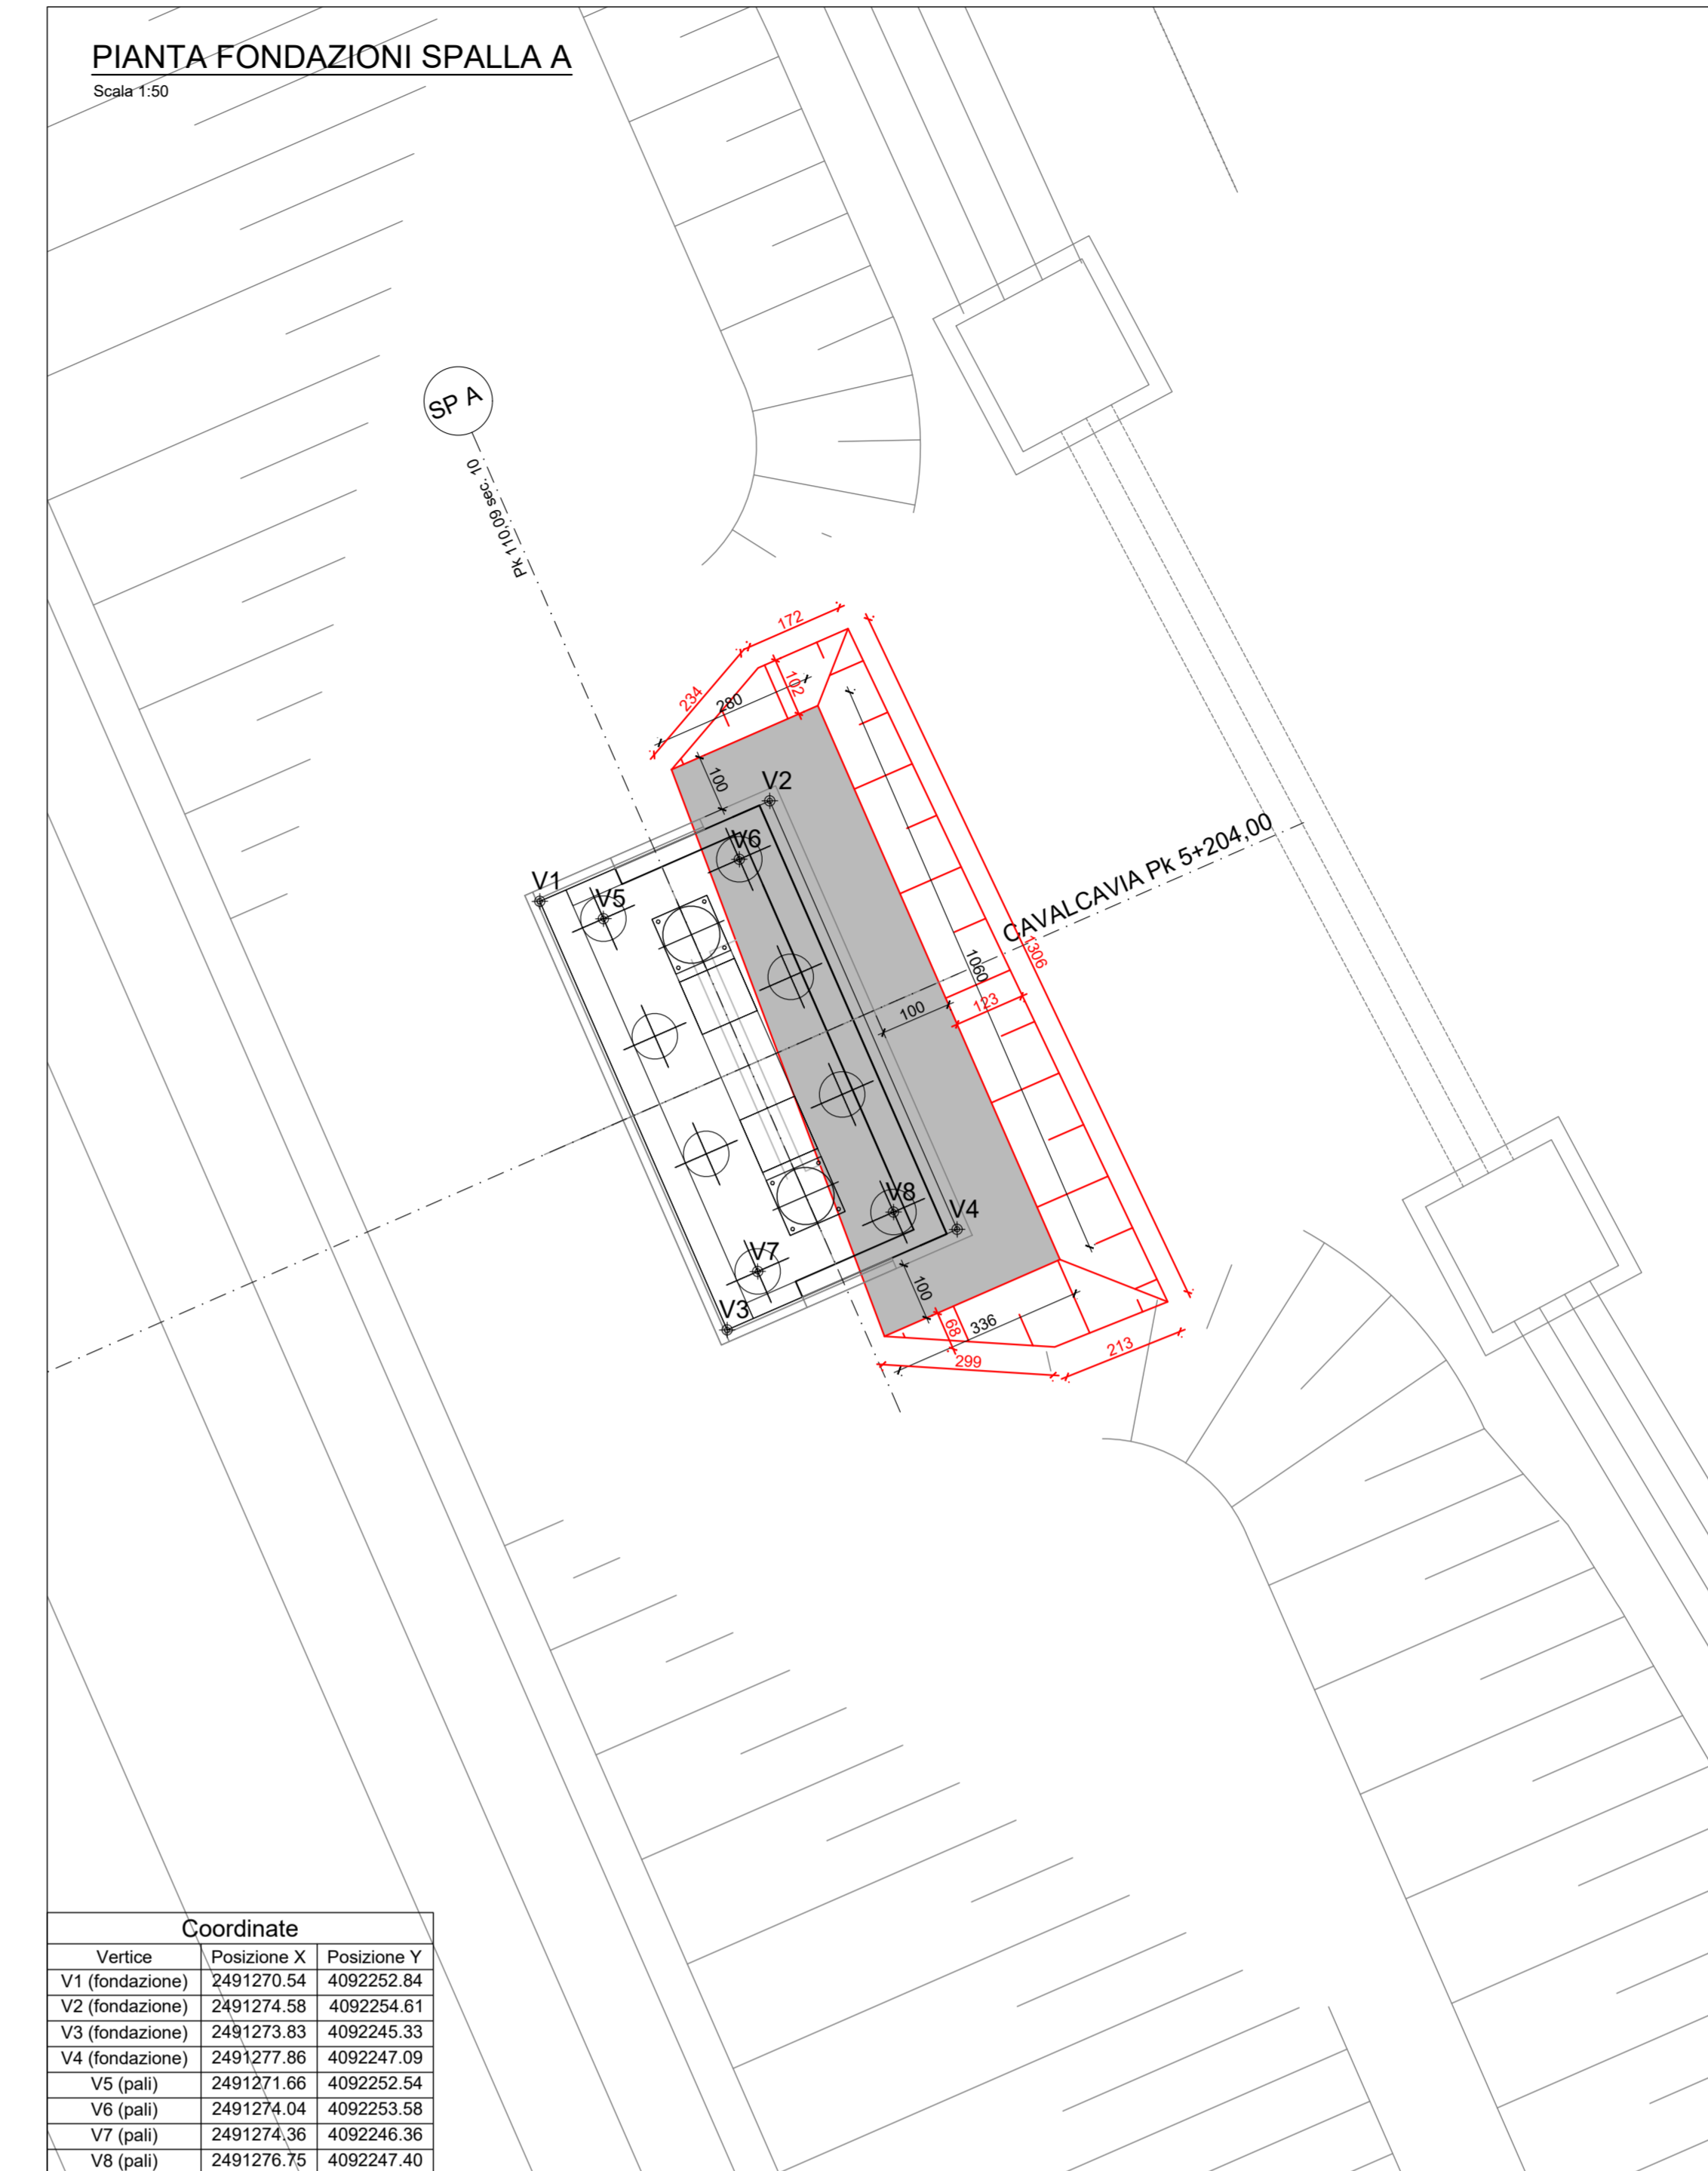 PIANTA FONDAZIONI SPALLA A
Scala 1:50
SP A
Pk 110,09 sec. 10
172
234
102
280
100
V2
V6
V1
V5
CAVALCAVIA Pk 5+204,00
1306
1060
123
100
V8
V4
V7
V3
100
68
336
299
213
Coordinate
Vertice Posizione X Posizione Y
V1 (fondazione) 2491270.54 4092252.84
V2 (fondazione) 2491274.58 4092254.61
V3 (fondazione) 2491273.83 4092245.33
V4 (fondazione) 2491277.86 4092247.09
V5 (pali) 2491271.66 4092252.54
V6 (pali) 2491274.04 4092253.58
V7 (pali) 2491274.36 4092246.36
V8 (pali) 2491276.75 4092247.40